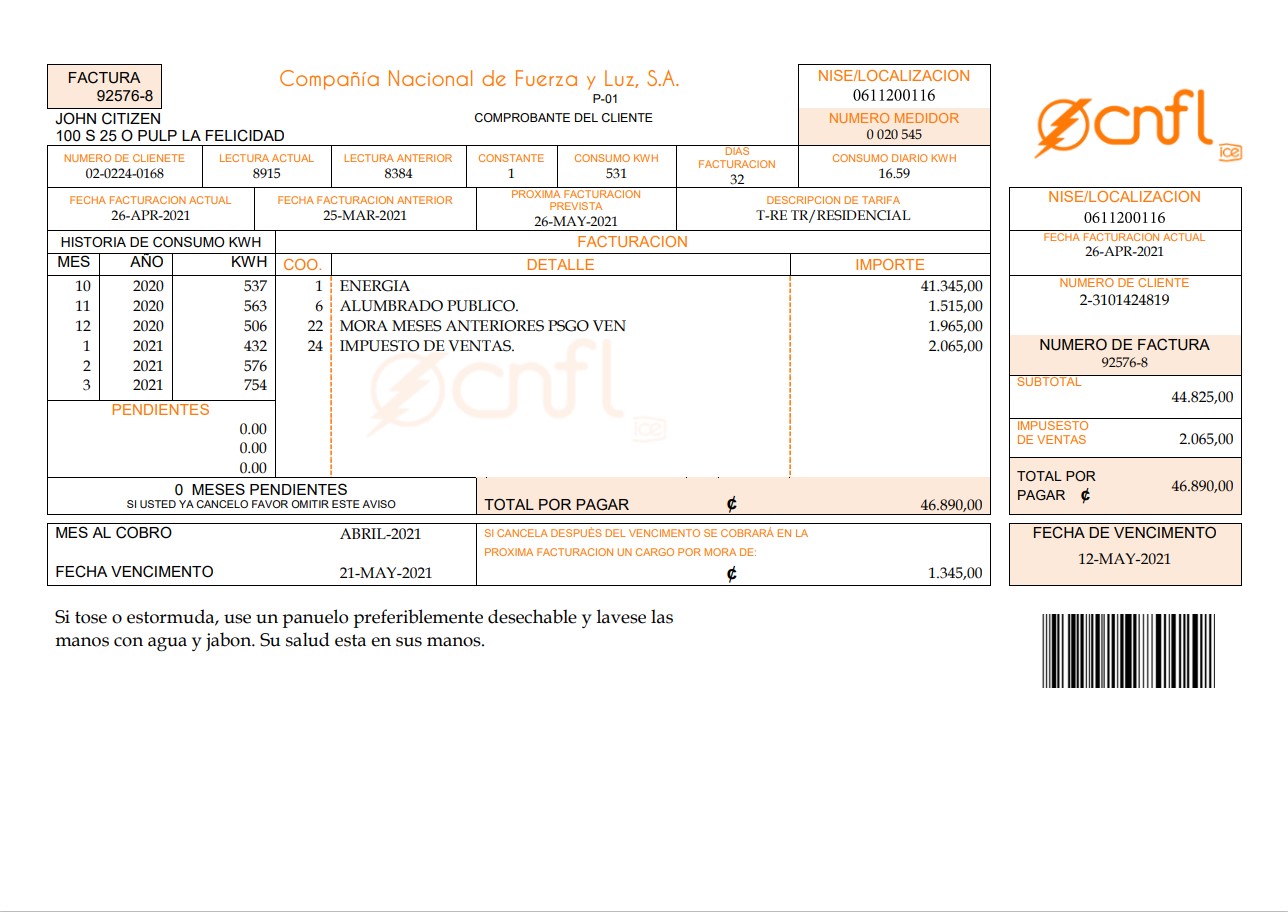 FACTURA
92576-8
Compañía Nacional de Fuerza y Luz, S.A.
P-01
COMPROBANTE DEL CLIENTE
NISE/LOCALIZACION
0611200116
NUMERO MEDIDOR
0 020 545
JOHN CITIZEN
100 S 25 O PULP LA FELICIDAD
NUMERO DE CLIENETE LECTURA ACTUAL LECTURA ANTERIOR CONSTANTE CONSUMO KWH DIAS FACTURACION CONSUMO DIARIO KWH
02-0224-0168 8915 8384 1 531 32 16.59
FECHA FACTURACION ACTUAL FECHA FACTURACION ANTERIOR PROXIMA FACTURACION PREVISTA DESCRIPCION DE TARIFA
26-APR-2021 25-MAR-2021 26-MAY-2021 T-RE TR/RESIDENCIAL
HISTORIA DE CONSUMO KWH FACTURACION
MES AÑO KWH COO. DETALLE IMPORTE
10 2020 537 1 ENERGIA 41.345,00
11 2020 563 6 ALUMBRADO PUBLICO. 1.515,00
12 2020 506 22 MORA MESES ANTERIORES PSGO VEN 1.965,00
1 2021 432 24 IMPUESTO DE VENTAS. 2.065,00
2 2021 576
3 2021 754
cnfl
ice
PENDIENTES
0.00
0.00
0.00
0 MESES PENDIENTES
SI USTED YA CANCELO FAVOR OMITIR ESTE AVISO
TOTAL POR PAGAR ₡ 46.890,00
MES AL COBRO ABRIL-2021
FECHA VENCIMENTO 21-MAY-2021
SI CANCELA DESPUÈS DEL VENCIMENTO SE COBRARÁ EN LA
PROXIMA FACTURACION UN CARGO POR MORA DE:
₡ 1.345,00
Si tose o estormuda, use un panuelo preferiblemente desechable y lavese las
manos con agua y jabon. Su salud esta en sus manos.
cnfl
ice
NISE/LOCALIZACION
0611200116
FECHA FACTURACION ACTUAL
26-APR-2021
NUMERO DE CLIENTE
2-3101424819
NUMERO DE FACTURA
92576-8
SUBTOTAL
44.825,00
IMPUSESTO
DE VENTAS 2.065,00
TOTAL POR
PAGAR ₡ 46.890,00
FECHA DE VENCIMENTO
12-MAY-2021